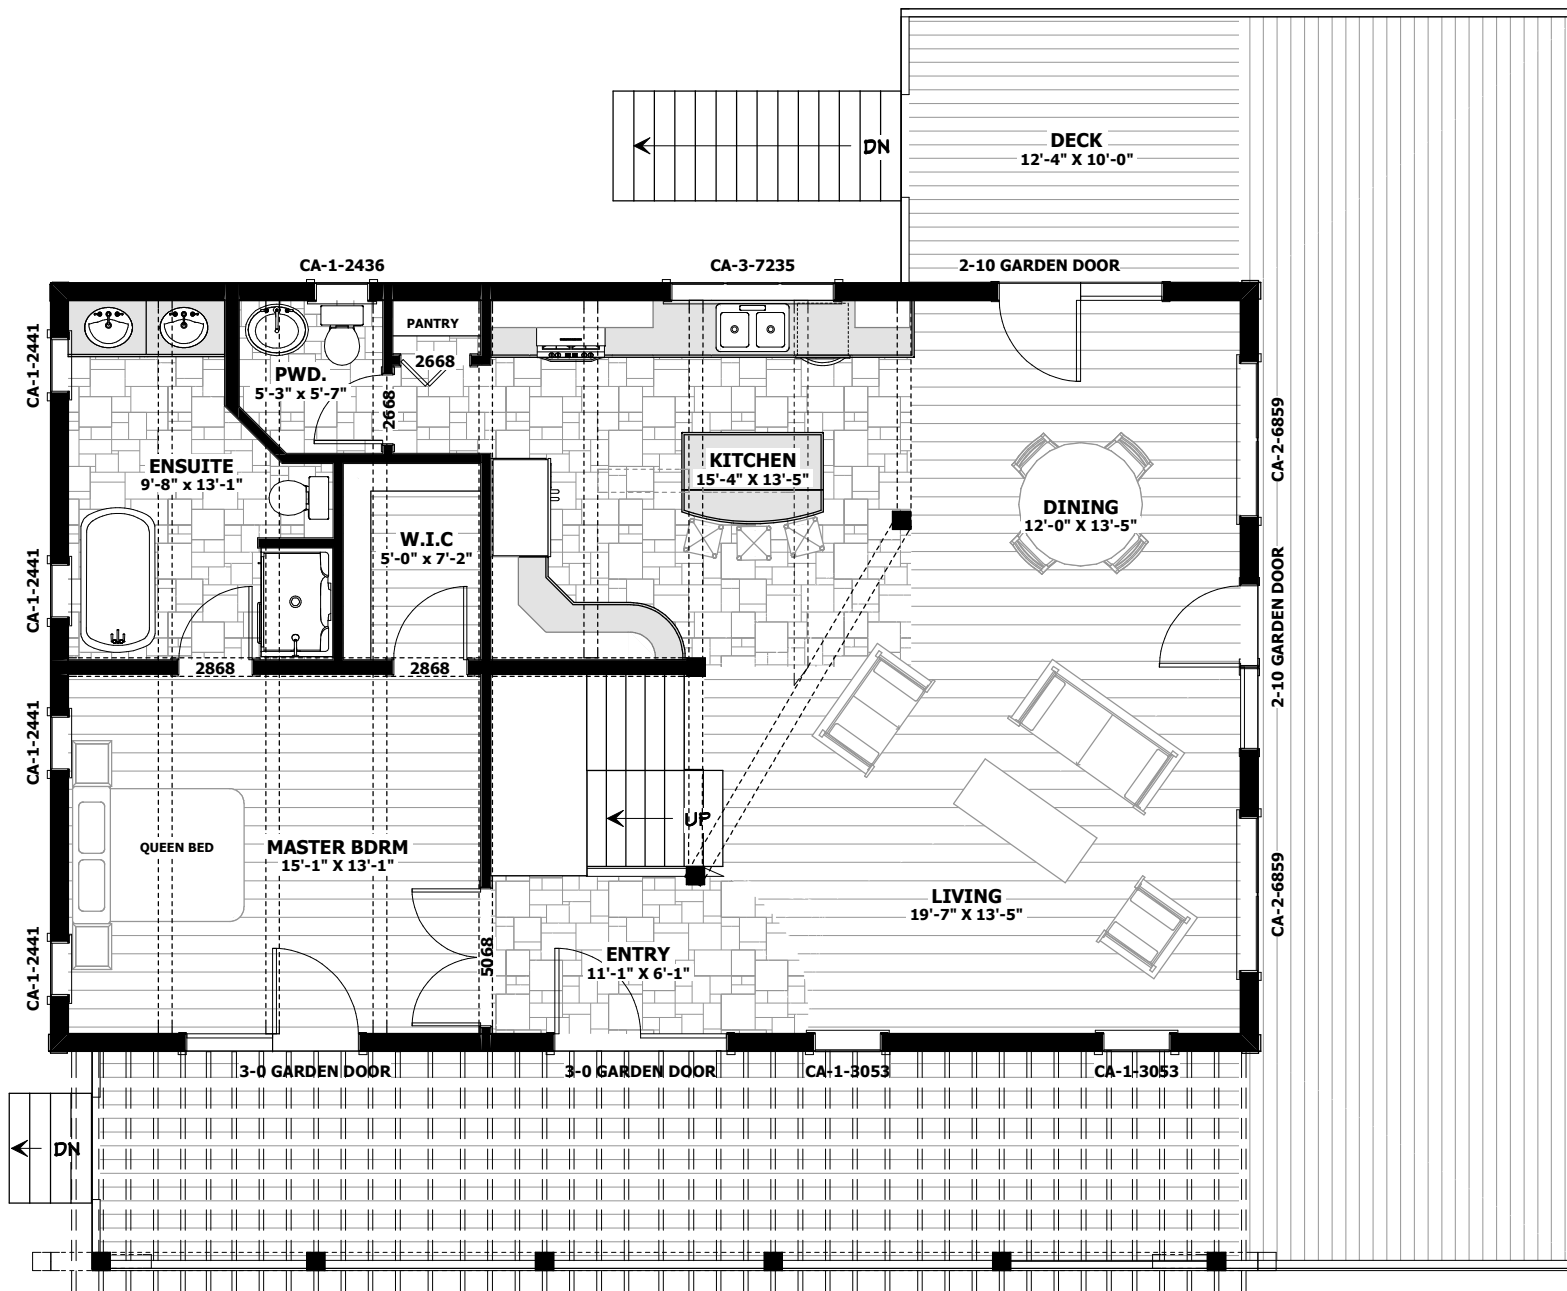 DN
DECK
12'-4" X 10'-0"
CA-1-2436
CA-3-7235
2-10 GARDEN DOOR
CA-1-2441
PANTRY
2668
PWD.
5'-3" x 5'-7"
2668
CA-2-6859
ENSUITE
9'-8" x 13'-1"
KITCHEN
15'-4" X 13'-5"
DINING
12'-0" X 13'-5"
W.I.C
5'-0" x 7'-2"
CA-1-2441
2-10 GARDEN DOOR
2868
2868
CA-1-2441
UP
QUEEN BED
MASTER BDRM
15'-1" X 13'-1"
LIVING
19'-7" X 13'-5"
CA-2-6859
CA-1-2441
5068
ENTRY
11'-1" X 6'-1"
3-0 GARDEN DOOR
3-0 GARDEN DOOR
CA-1-3053
CA-1-3053
DN